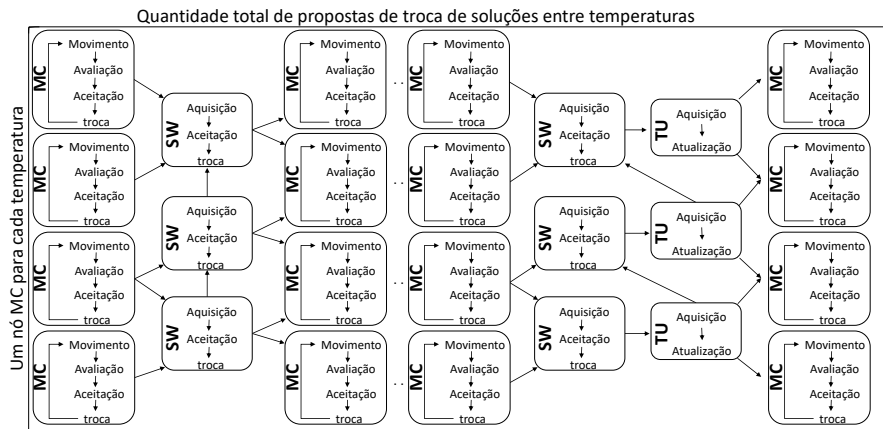 Quantidade total de propostas de troca de soluções entre temperaturas
Um nó MC para cada temperatura
MC
Movimento
Avaliação
Aceitação
troca
MC
Movimento
Avaliação
Aceitação
troca
MC
Movimento
Avaliação
Aceitação
troca
MC
Movimento
Avaliação
Aceitação
troca
SW
Aquisição
Aceitação
troca
SW
Aquisição
Aceitação
troca
SW
Aquisição
Aceitação
troca
MC
Movimento
Avaliação
Aceitação
troca
MC
Movimento
Avaliação
Aceitação
troca
MC
Movimento
Avaliação
Aceitação
troca
MC
Movimento
Avaliação
Aceitação
troca
MC
Movimento
Avaliação
Aceitação
troca
MC
Movimento
Avaliação
Aceitação
troca
MC
Movimento
Avaliação
Aceitação
troca
MC
Movimento
Avaliação
Aceitação
troca
SW
Aquisição
Aceitação
troca
SW
Aquisição
Aceitação
troca
SW
Aquisição
Aceitação
troca
TU
Aquisição
Atualização
TU
Aquisição
Atualização
TU
Aquisição
Atualização
MC
Movimento
Avaliação
Aceitação
troca
MC
Movimento
Avaliação
Aceitação
troca
MC
Movimento
Avaliação
Aceitação
troca
MC
Movimento
Avaliação
Aceitação
troca